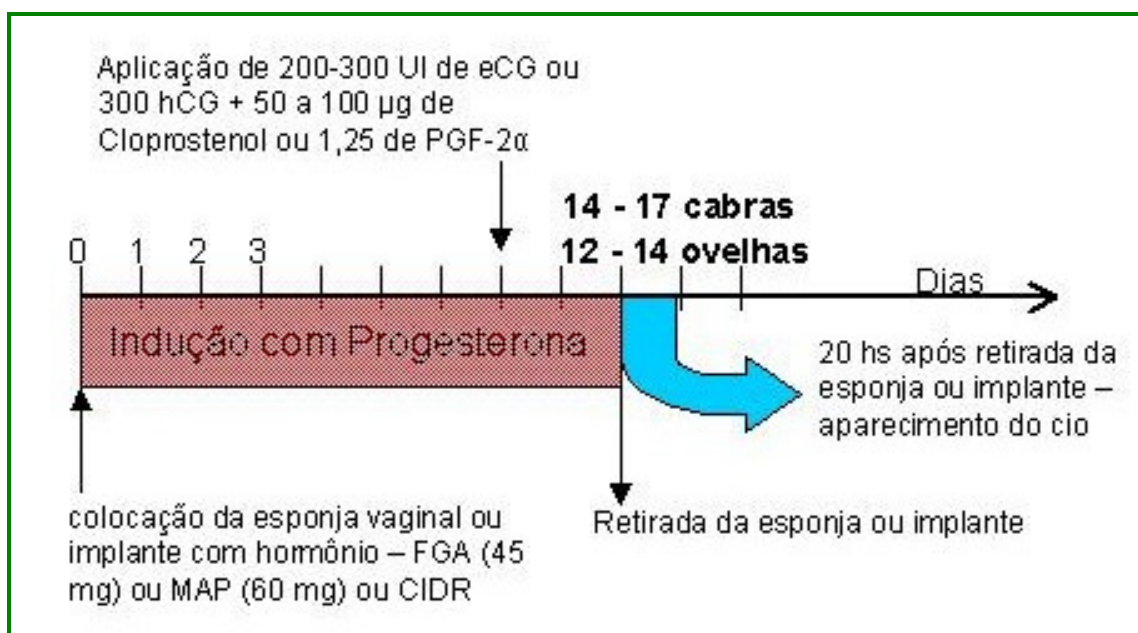 Aplicação de 200-300 UI de eCG ou
300 hCG + 50 a 100 µg de
Cloprostenol ou 1,25 de PGF-2α
14 - 17 cabras
12 - 14 ovelhas
0 1 2 3
Dias
Indução com Progesterona
20 hs após retirada da
esponja ou implante –
aparecimento do cio
colocação da esponja vaginal ou
implante com hormônio – FGA (45
mg) ou MAP (60 mg) ou CIDR
Retirada da esponja ou implante